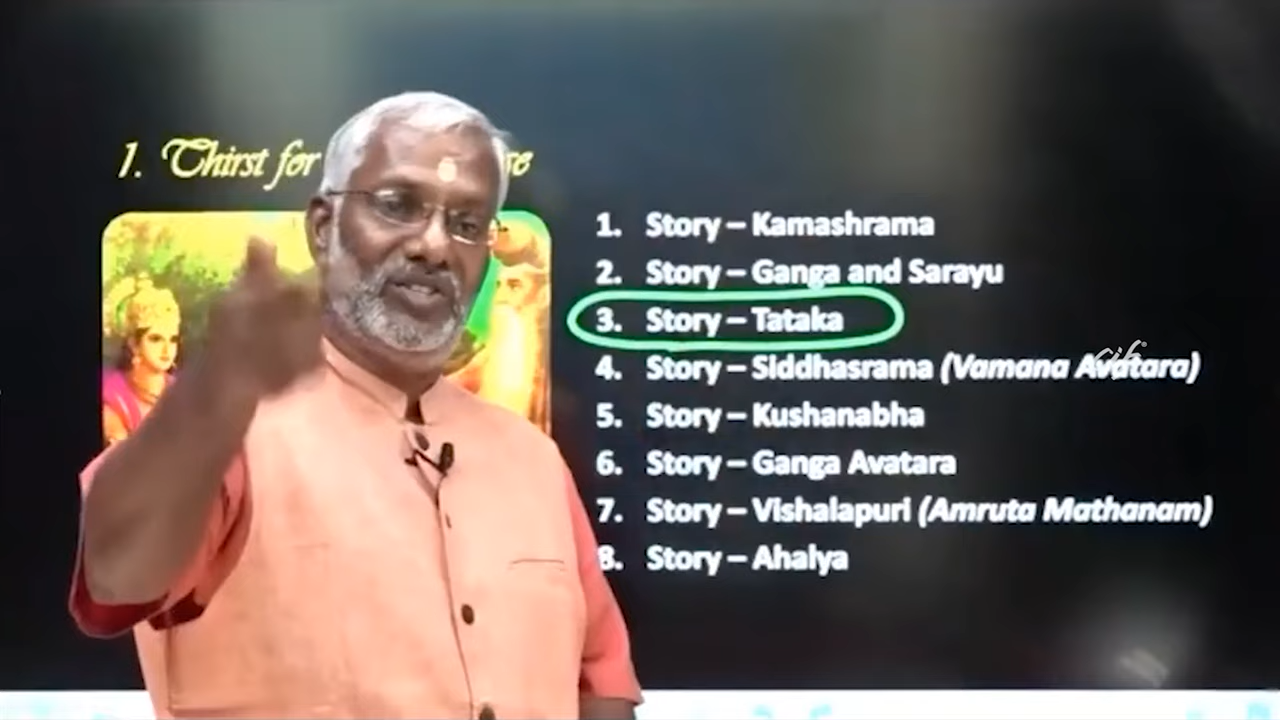 1. Thirst for
1. Story – Kamashrama
2. Story – Ganga and Sarayu
3. Story – Tataka
4. Story – Siddhasrama (Vamana Avatara)
5. Story – Kushanabha
6. Story – Ganga Avatara
7. Story – Vishalapuri (Amruta Mathanam)
8. Story – Ahalya